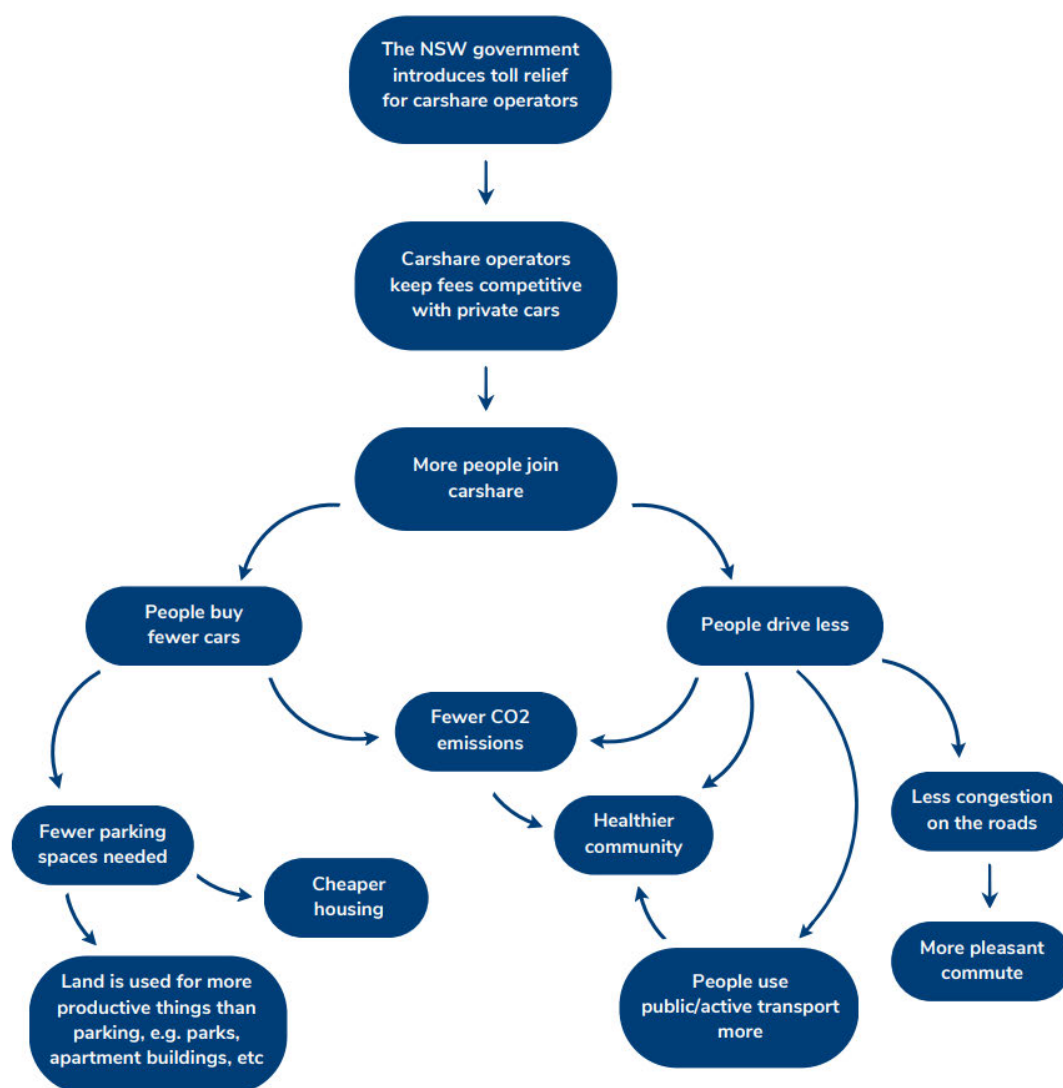 The NSW government
introduces toll relief
for carshare operators
Carshare operators
keep fees competitive
with private cars
More people join
carshare
People buy
fewer cars
People drive less
Fewer CO2
emissions
Less congestion
on the roads
Fewer parking
spaces needed
Healthier
community
Cheaper
housing
More pleasant
commute
Land is used for more
productive things than
parking, e.g. parks,
apartment buildings, etc
People use
public/active transport
more